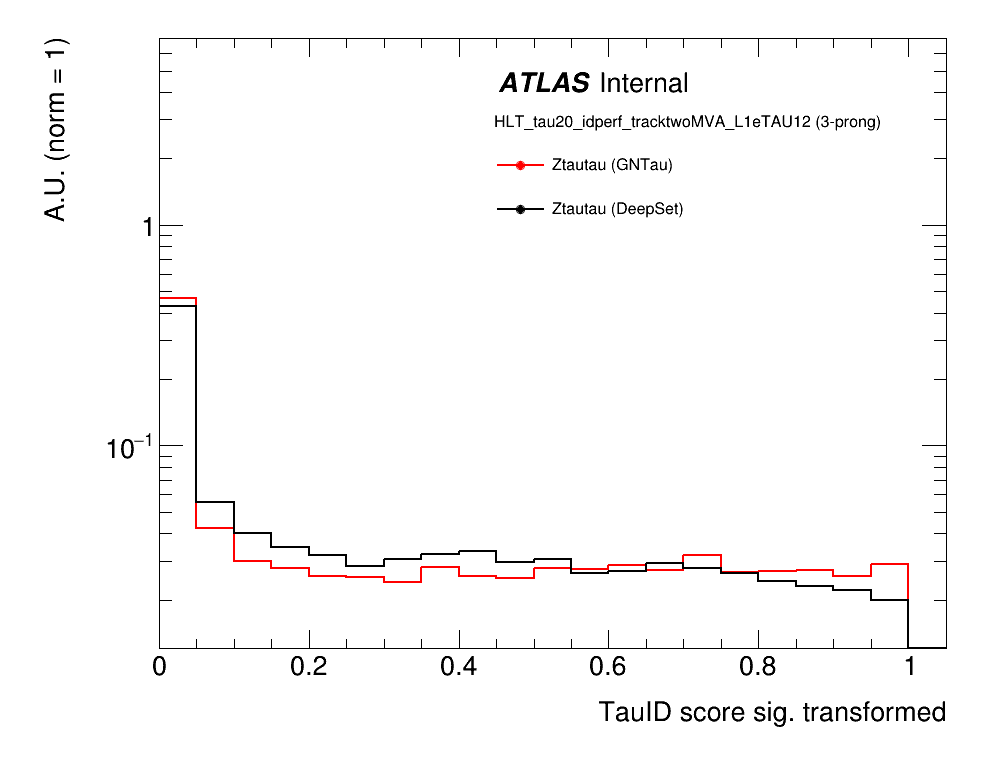 A.U. (norm = 1)
ATLAS Internal
HLT_tau20_idperf_tracktwoMVA_L1eTAU12 (3-prong)
Ztautau (GNTau)
Ztautau (DeepSet)
1
10⁻¹
0 0.2 0.4 0.6 0.8 1
TauID score sig. transformed